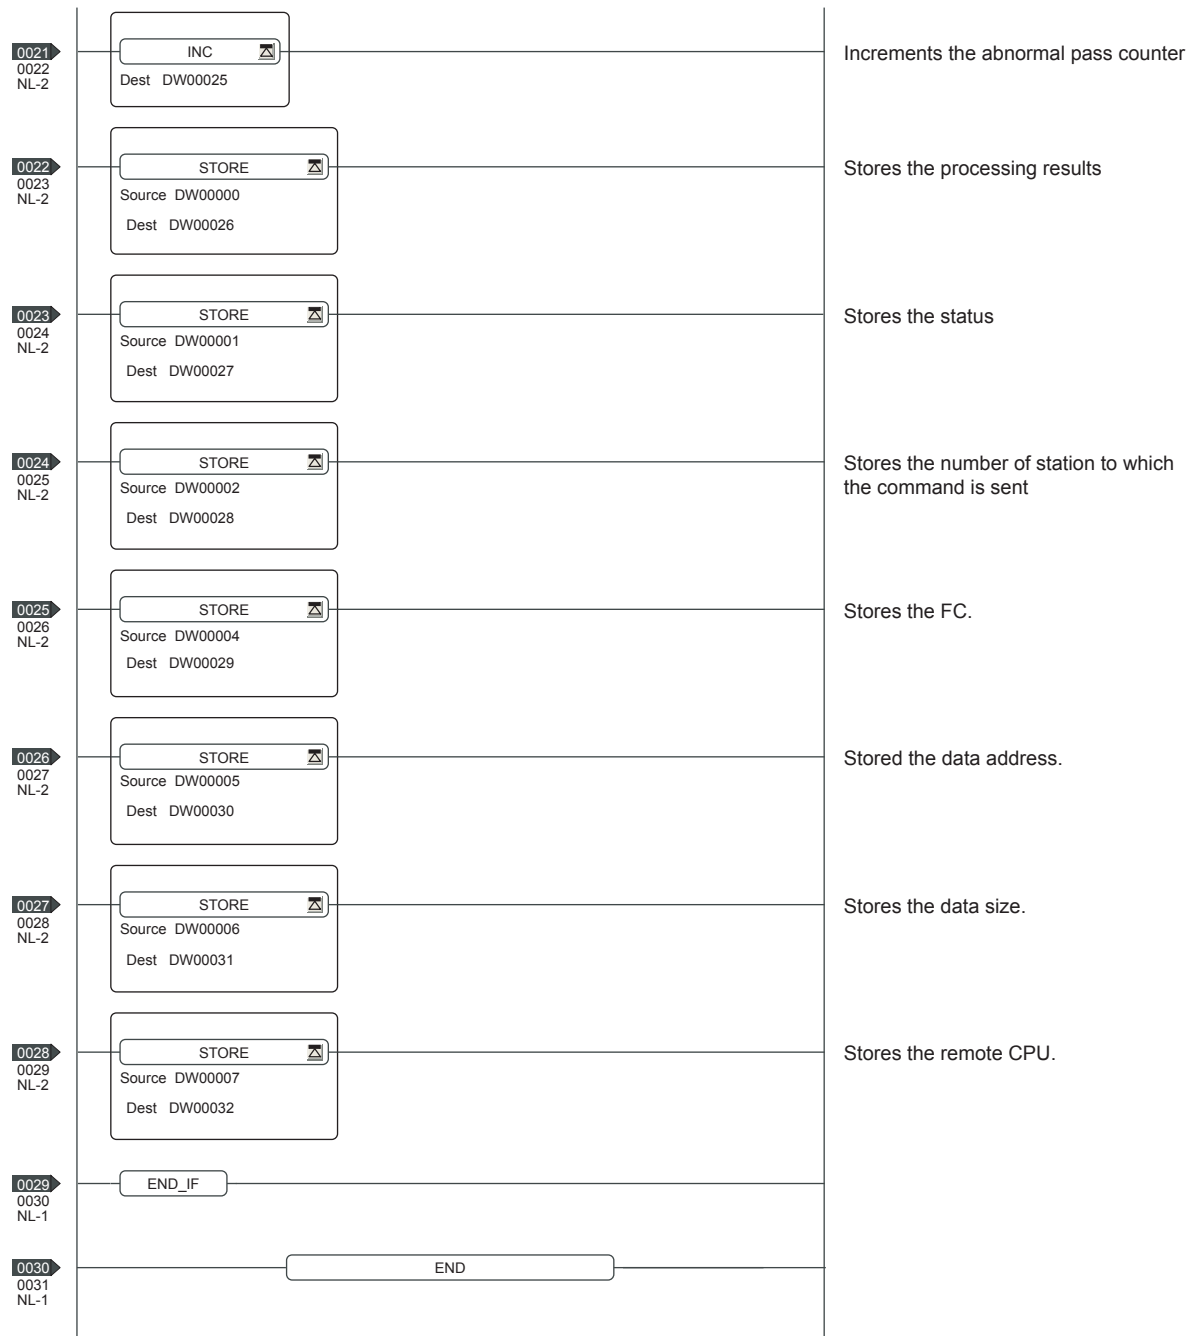 0021
0022
NL-2
INC
Dest DW00025
Increments the abnormal pass counter
0022
0023
NL-2
STORE
Source DW00000
Dest DW00026
Stores the processing results
0023
0024
NL-2
STORE
Source DW00001
Dest DW00027
Stores the status
0024
0025
NL-2
STORE
Source DW00002
Dest DW00028
Stores the number of station to which
the command is sent
0025
0026
NL-2
STORE
Source DW00004
Dest DW00029
Stores the FC.
0026
0027
NL-2
STORE
Source DW00005
Dest DW00030
Stored the data address.
0027
0028
NL-2
STORE
Source DW00006
Dest DW00031
Stores the data size.
0028
0029
NL-2
STORE
Source DW00007
Dest DW00032
Stores the remote CPU.
0029
0030
NL-1
END_IF
0030
0031
NL-1
END